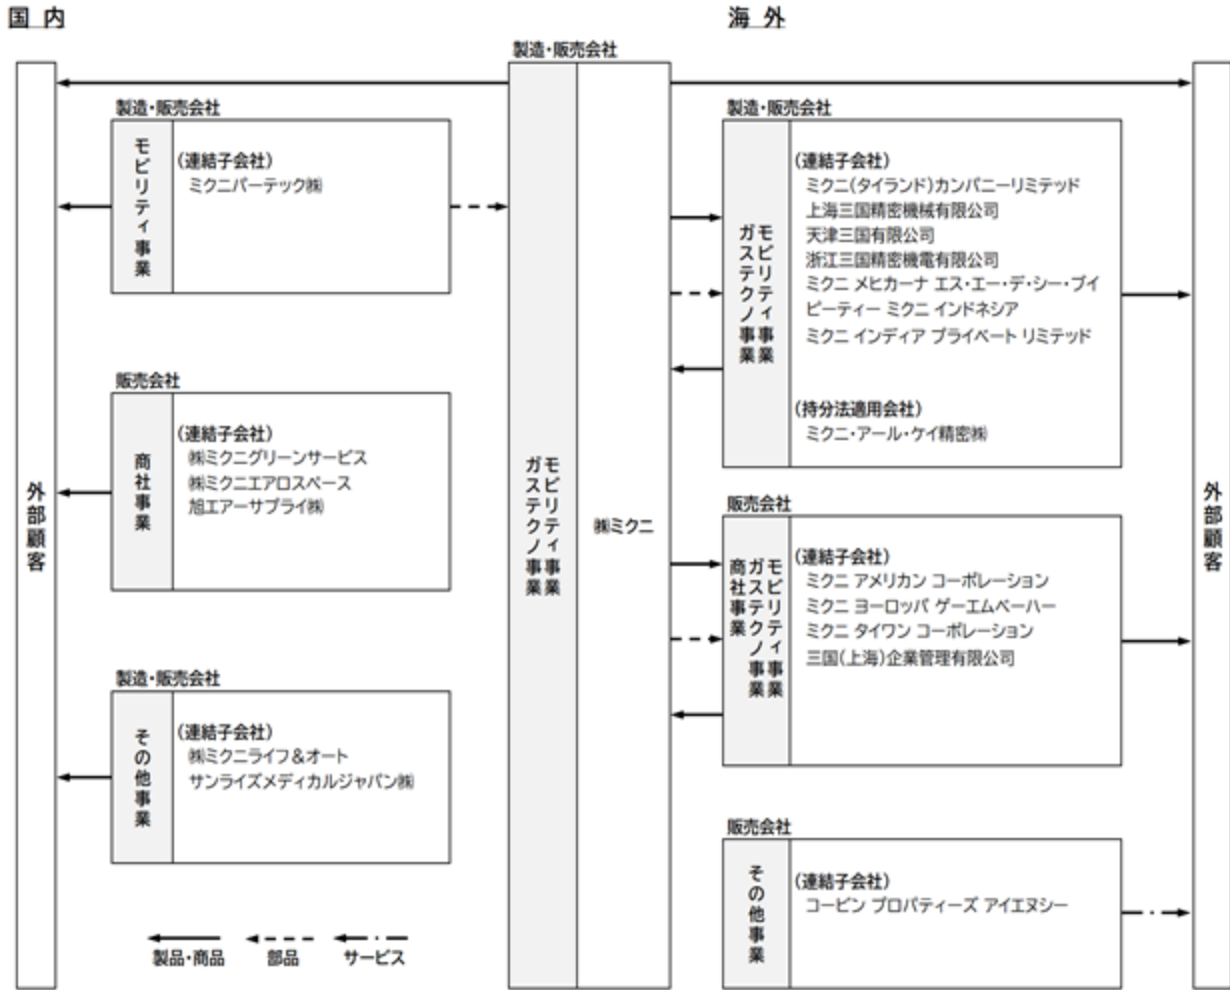 国内
海外
製造・販売会社
外部顧客
製造・販売会社
モビリティ事業
(連結子会社)
ミクニパーテック㈱
販売会社
商社事業
(連結子会社)
㈱ミクニグリーンサービス
㈱ミクニエアロスペース
旭エアーサプライ㈱
製造・販売会社
その他事業
(連結子会社)
㈱ミクニライフ&オート
サンライズメディカルジャパン㈱
製品・商品
部品
サービス
モビリティ事業
ガステクノ事業
㈱ミクニ
製造・販売会社
モビリティ事業
ガステクノ事業
(連結子会社)
ミクニ(タイランド)カンパニーリミテッド
上海三国精密機械有限公司
天津三国有限公司
浙江三国精密機電有限公司
ミクニ メヒカーナ エス・エー・デ・シー・ブイ
ピーティー ミクニ インドネシア
ミクニ インディア プライベート リミテッド
(持分法適用会社)
ミクニ・アール・ケイ精密㈱
販売会社
モビリティ事業
ガステクノ事業
商社事業
(連結子会社)
ミクニ アメリカン コーポレーション
ミクニ ヨーロッパ ゲーエムベーハー
ミクニ タイワン コーポレーション
三国(上海)企業管理有限公司
販売会社
その他事業
(連結子会社)
コービン プロパティーズ アイエヌシー
外部顧客